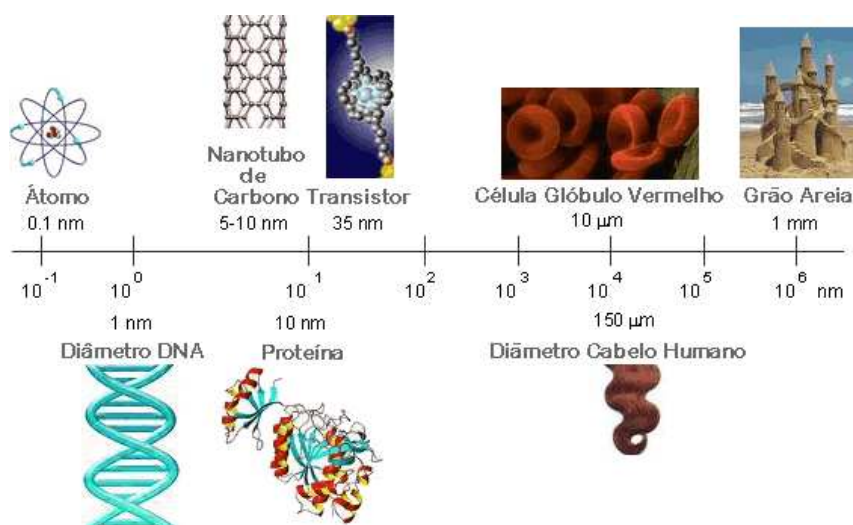 Átomo
0.1 nm
Nanotubo
de
Carbono
5-10 nm
Transistor
35 nm
Célula Glóbulo Vermelho
10 µm
Grão Areia
1 mm
10⁻¹ 10⁰ 10¹ 10² 10³ 10⁴ 10⁵ 10⁶ nm
1 nm
Diâmetro DNA
10 nm
Proteína
150 µm
Diâmetro Cabelo Humano